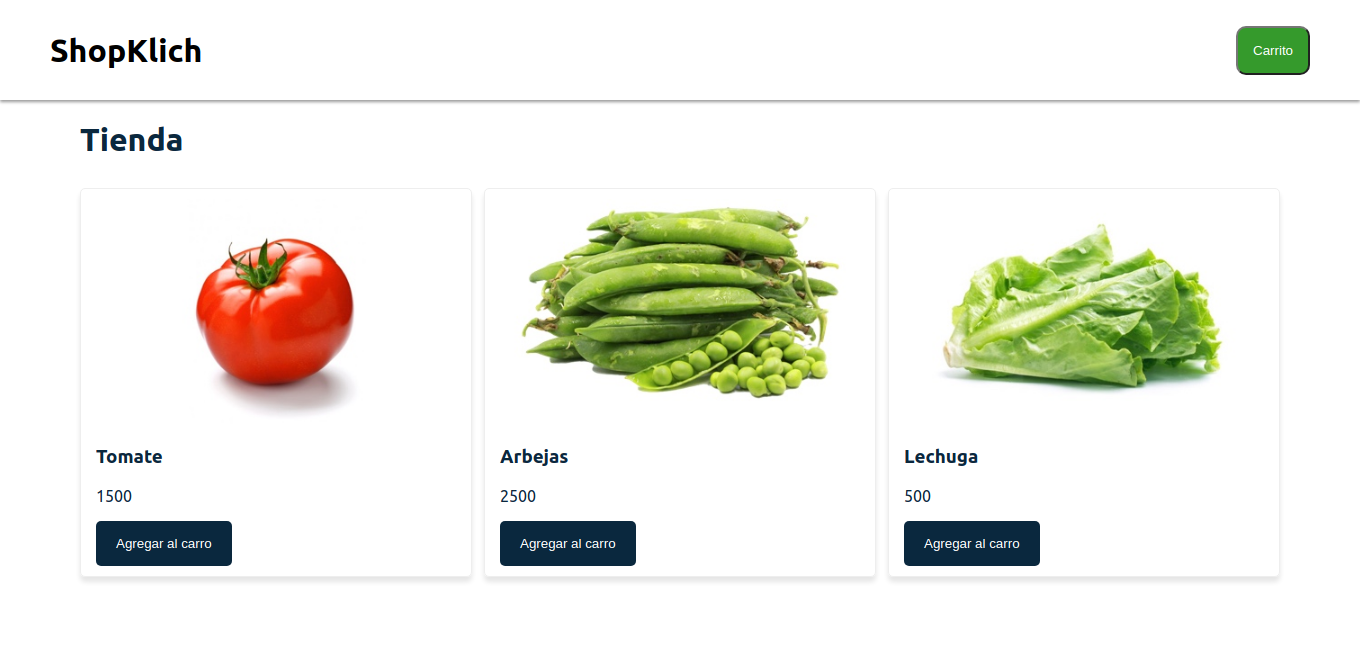 ShopKlich
Carrito
Tienda
Tomate
1500
Agregar al carro
Arbejas
2500
Agregar al carro
Lechuga
500
Agregar al carro